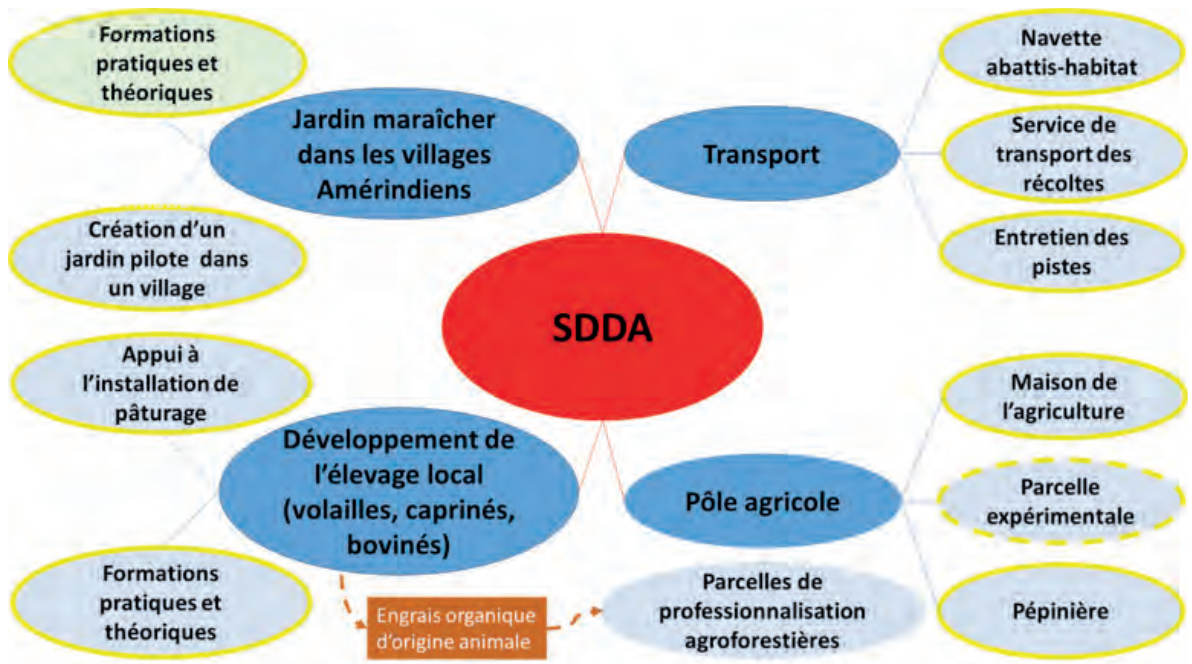 Formations
pratiques et
théoriques
Jardin maraîcher
dans les villages
Amérindiens
Création d'un
jardin pilote dans
un village
Transport
Navette
abattis-habitat
Service de
transport des
récoltes
Entretien des
pistes
SDDA
Appui à
l'installation de
pâturage
Développement de
l'élevage local
(volailles, caprinés,
bovinés)
Formations
pratiques et
théoriques
Engrais organique
d'origine animale
Pôle agricole
Parcelles de
professionnalisation
agroforestières
Maison de
l'agriculture
Parcelle
expérimentale
Pépinière